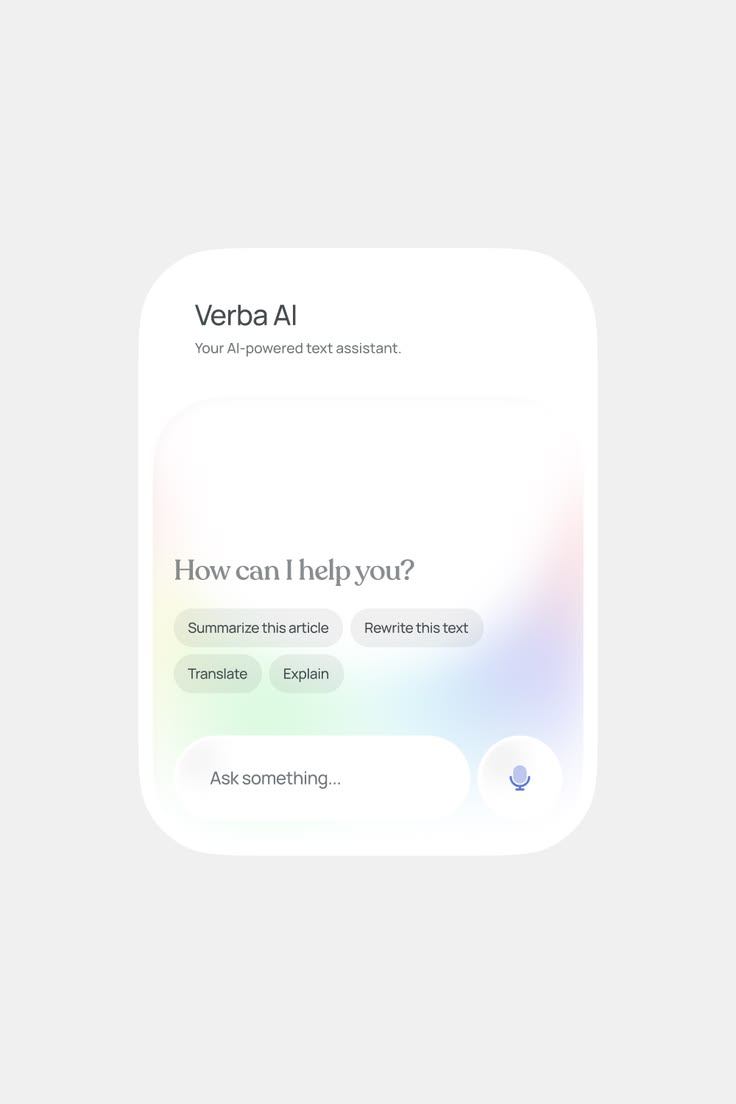 Verba AI
Your AI-powered text assistant.
How can I help you?
Summarize this article
Rewrite this text
Translate
Explain
Ask something...